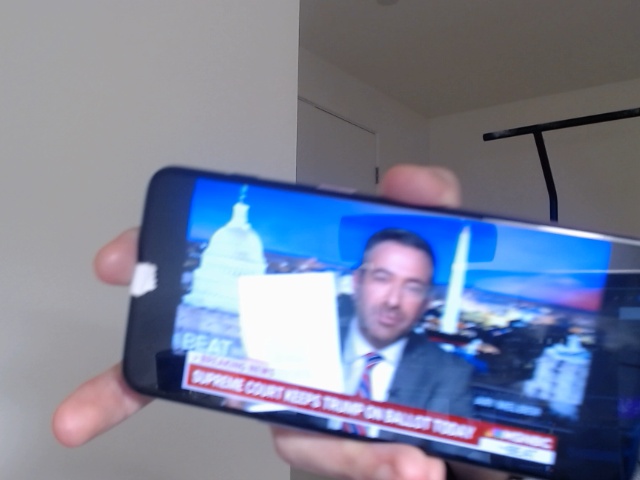 BEAT
BREAKING NEWS
SUPREME COURT KEEPS TRUMP ON BALLOT TODAY
MSNBC